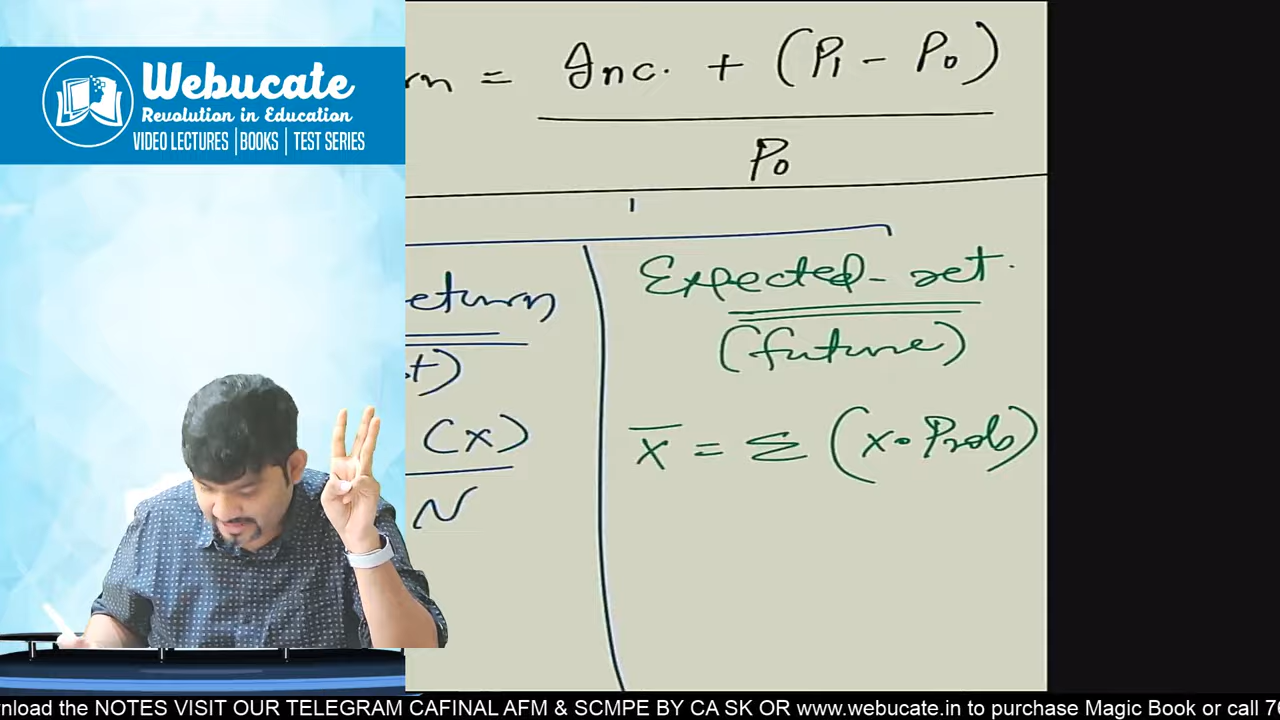 Webucate
Revolution in Education
VIDEO LECTURES | BOOKS | TEST SERIES
rn = Inc. + (P1 - P0)
P0
eturn
t)
(x)
N
Expected - ret.
(future)
x̄ = Σ (x · Prob)
wnload the NOTES VISIT OUR TELEGRAM CAFINAL AFM & SCMPE BY CA SK OR www.webucate.in to purchase Magic Book or call 7